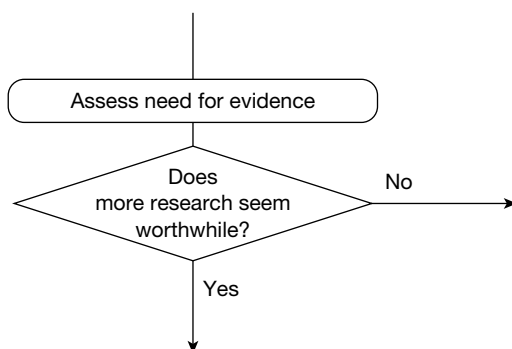 Assess need for evidence
Does
more research seem
worthwhile?
No
Yes